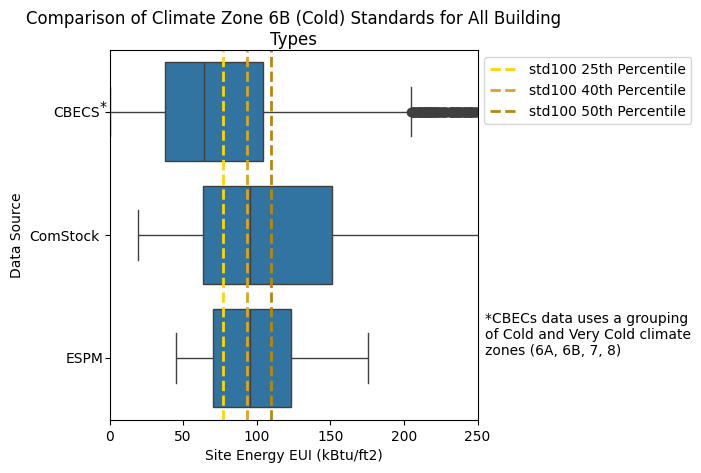 Comparison of Climate Zone 6B (Cold) Standards for All Building
Types
std100 25th Percentile
std100 40th Percentile
std100 50th Percentile
CBECS*
ComStock
ESPM
Data Source
*CBECs data uses a grouping
of Cold and Very Cold climate
zones (6A, 6B, 7, 8)
0 50 100 150 200 250
Site Energy EUI (kBtu/ft2)